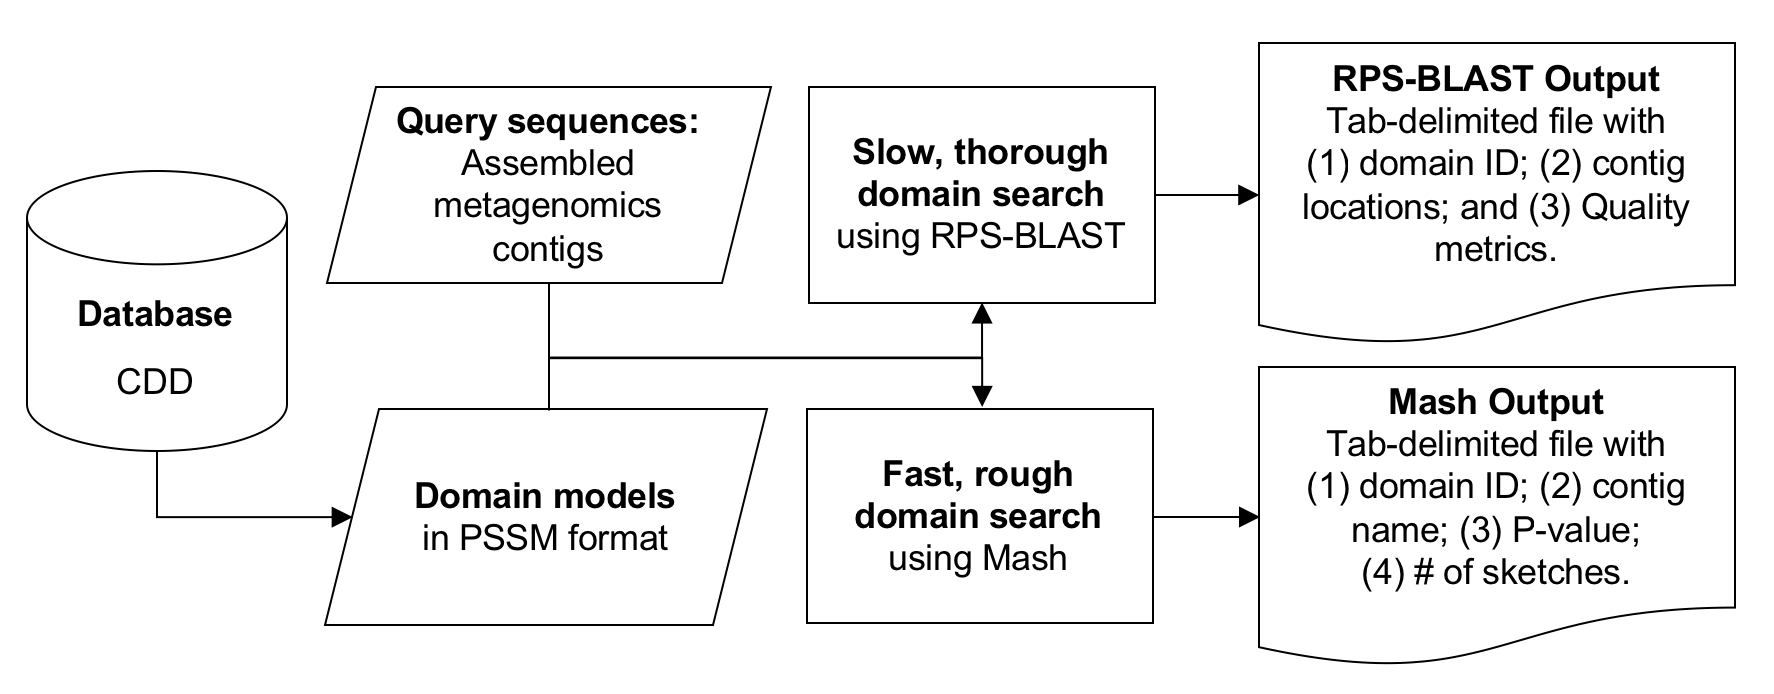 Database
CDD
Query sequences:
Assembled
metagenomics
contigs
Domain models
in PSSM format
Slow, thorough
domain search
using RPS-BLAST
Fast, rough
domain search
using Mash
RPS-BLAST Output
Tab-delimited file with
(1) domain ID; (2) contig
locations; and (3) Quality
metrics.
Mash Output
Tab-delimited file with
(1) domain ID; (2) contig
name; (3) P-value;
(4) # of sketches.